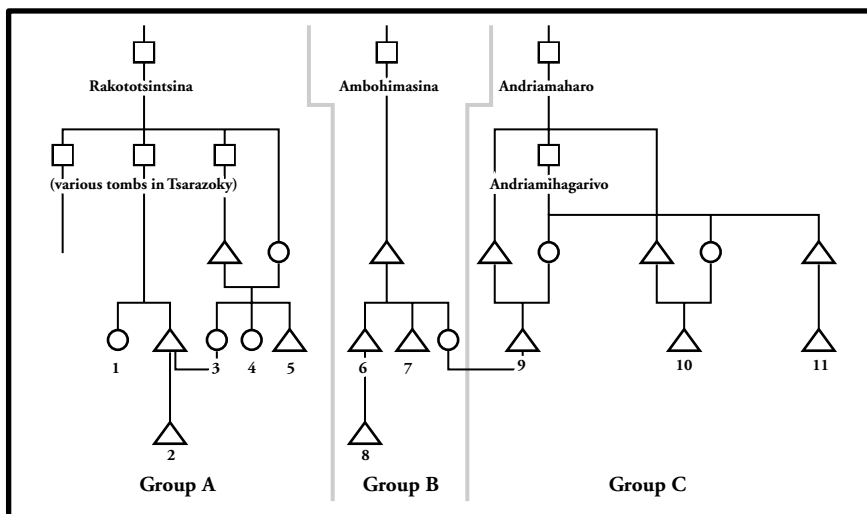 Rakototsintsina Ambohimasina Andriamaharo
(various tombs in Tsarazoky) Andriamihagarivo
1 3 4 5 6 7 9 10 11
2 8
Group A Group B Group C